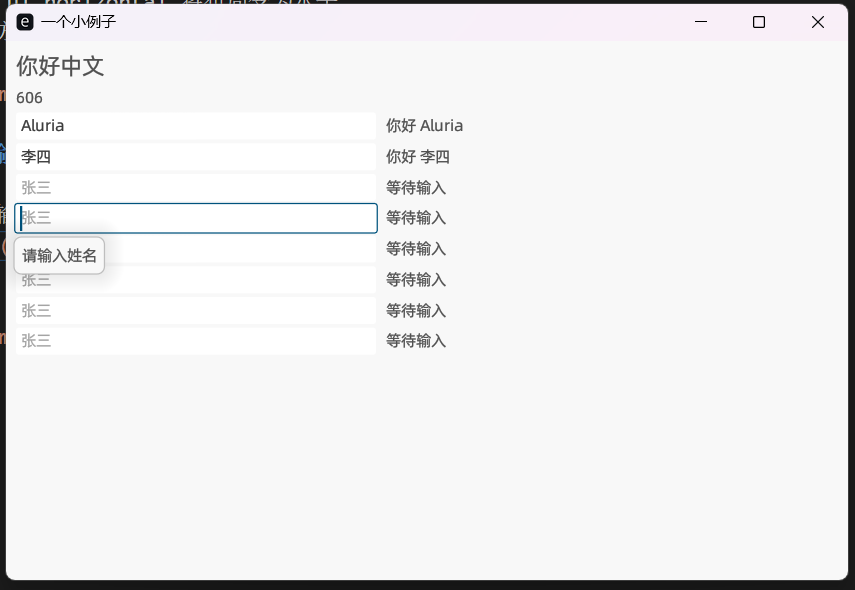 一个小例子
你好中文
606
Aluria 你好 Aluria
李四 你好 李四
张三 等待输入
张三 等待输入
等待输入
请输入姓名
张三 等待输入
张三 等待输入
张三 等待输入